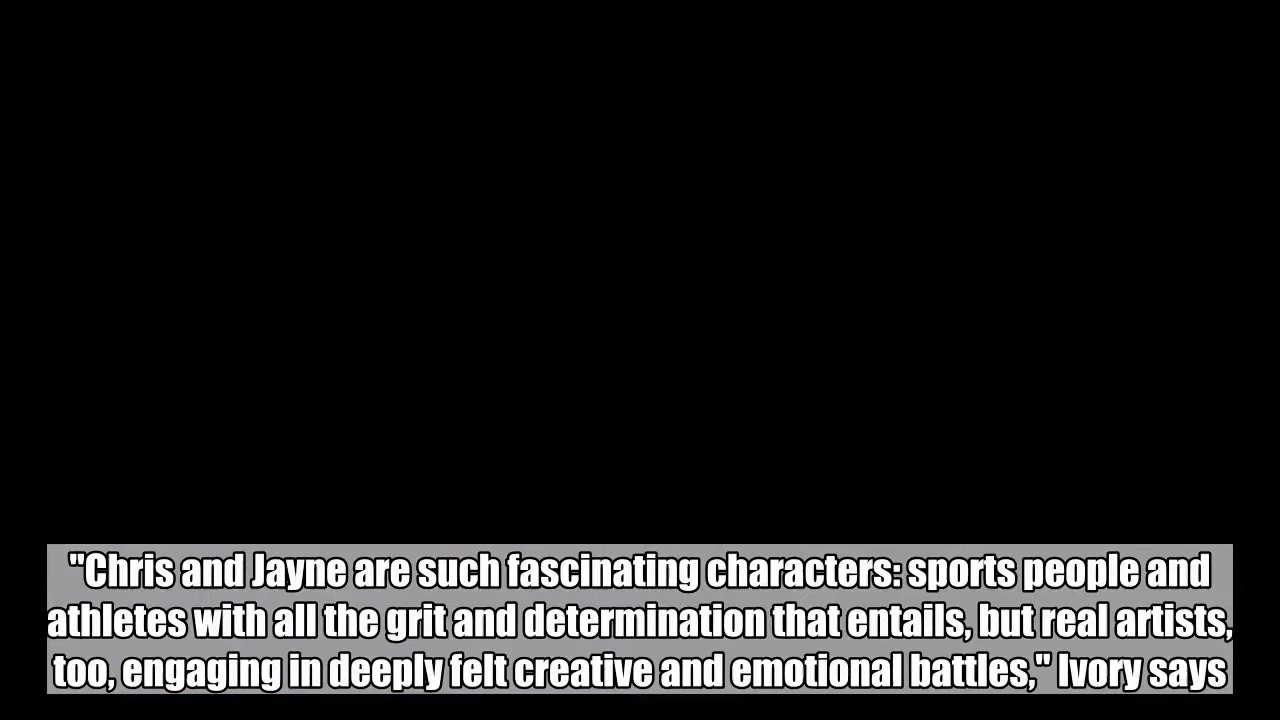 "Chris and Jayne are such fascinating characters: sports people and
athletes with all the grit and determination that entails, but real artists,
too, engaging in deeply felt creative and emotional battles," Ivory says